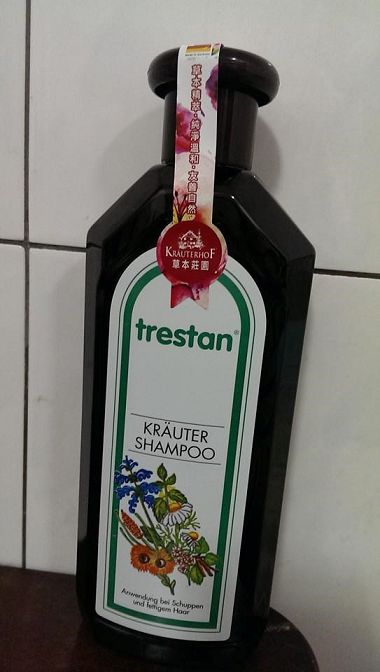 草本精萃·純淨溫和·友善自然
KRÄUTERHOF
草本莊園
trestan®
KRÄUTER
SHAMPOO
Anwendung bei Schuppen
und fettigem Haar